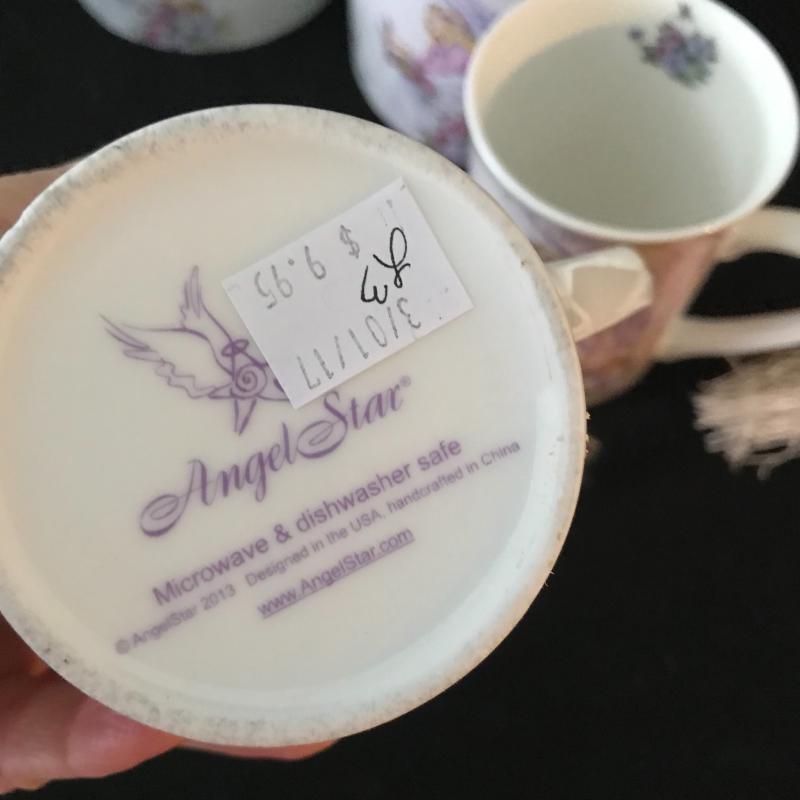 $ 9.95
3/01/17
AngelStar®
Microwave & dishwasher safe
© AngelStar 2013 Designed in the USA, handcrafted in China
www.AngelStar.com